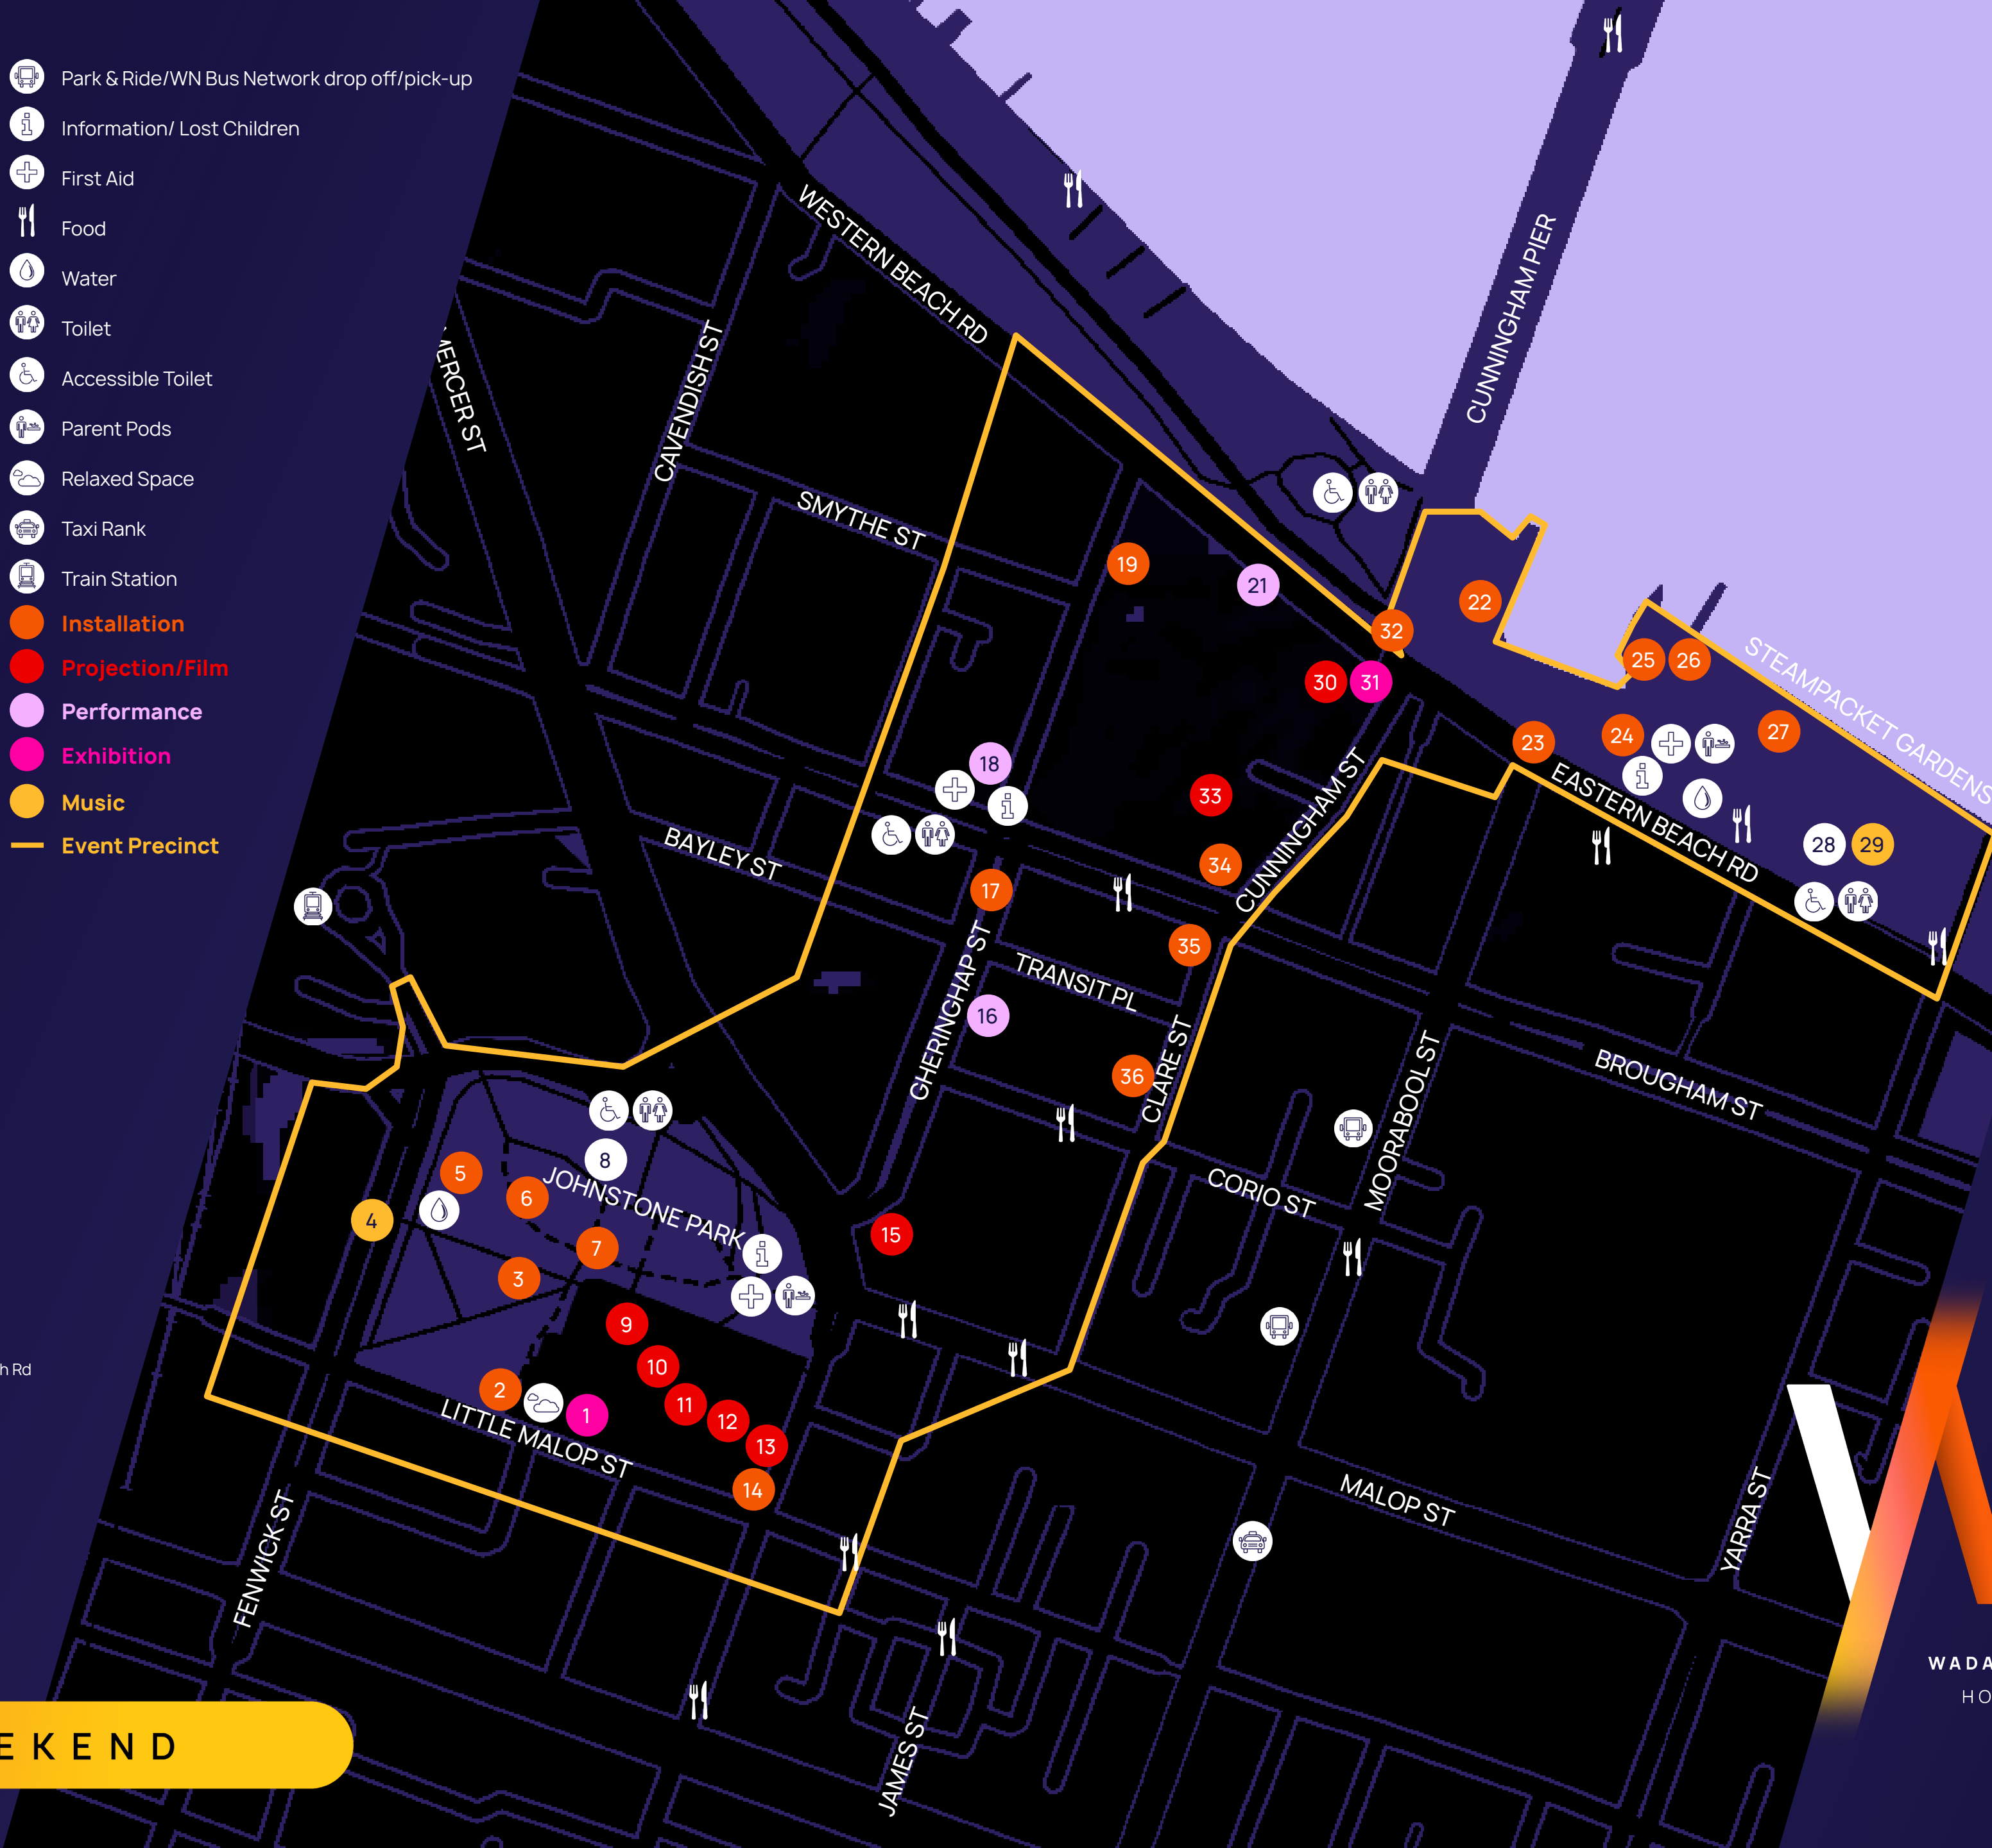 Park & Ride/WN Bus Network drop off/pick-up
Information/ Lost Children
First Aid
Food
Water
Toilet
Accessible Toilet
Parent Pods
Relaxed Space
Taxi Rank
Train Station
Installation
Projection/Film
Performance
Exhibition
Music
Event Precinct
WESTERN BEACH RD
CUNNINGHAM PIER
MERCER ST
CAVENDISH ST
SMYTHE ST
19
21
22
32
25
26
STEAMPACKET GARDENS
30
31
27
24
23
18
33
EASTERN BEACH RD
28
29
BAYLEY ST
34
CUNNINGHAM ST
17
35
TRANSIT PL
GHERINGHAP ST
16
36
CLARE ST
MOORABOOL ST
BROUGHAM ST
8
5
6
JOHNSTONE PARK
CORIO ST
4
7
15
3
9
10
h Rd
2
1
11
12
13
LITTLE MALOP ST
14
MALOP ST
YARRA ST
FENWICK ST
WADA
HO
EKEND
JAMES ST